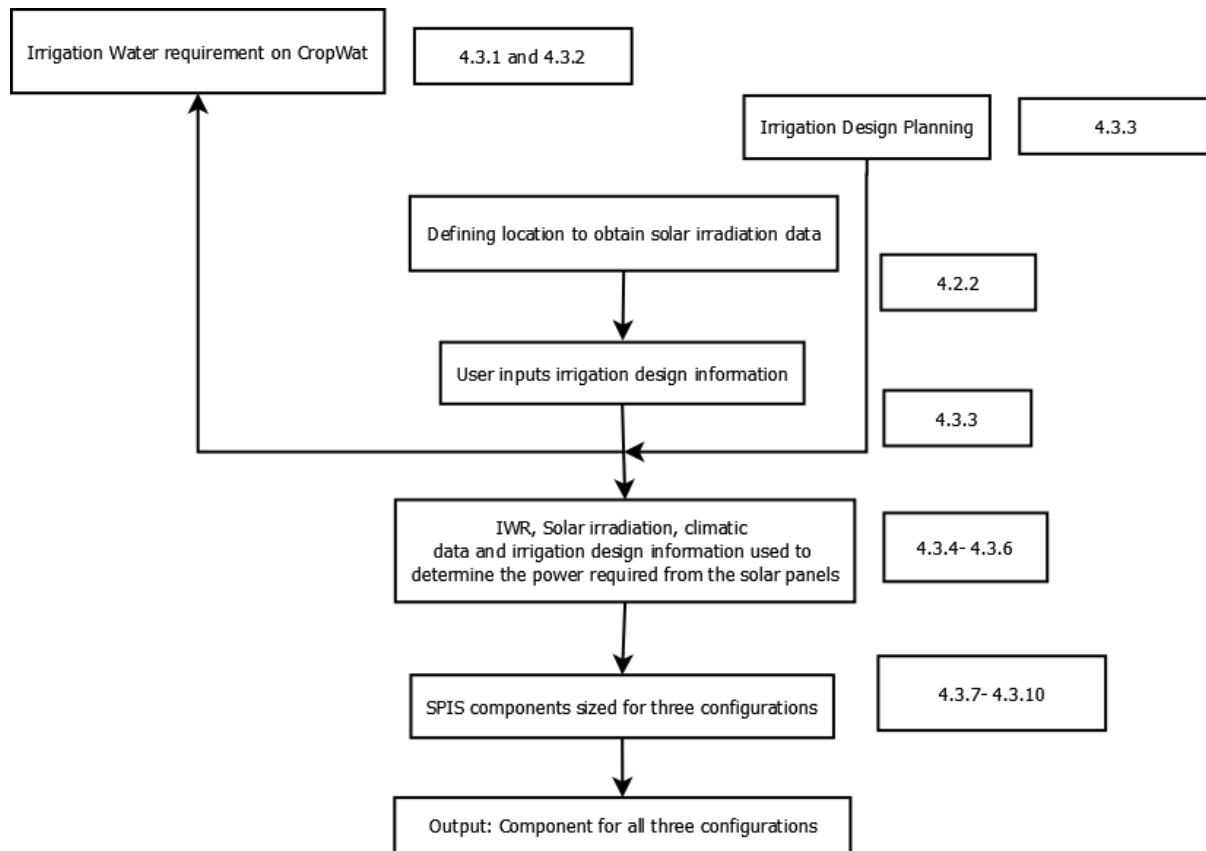 Irrigation Water requirement on CropWat
4.3.1 and 4.3.2
Irrigation Design Planning
4.3.3
Defining location to obtain solar irradiation data
4.2.2
User inputs irrigation design information
4.3.3
IWR, Solar irradiation, climatic
data and irrigation design information used to
determine the power required from the solar panels
4.3.4- 4.3.6
SPIS components sized for three configurations
4.3.7- 4.3.10
Output: Component for all three configurations